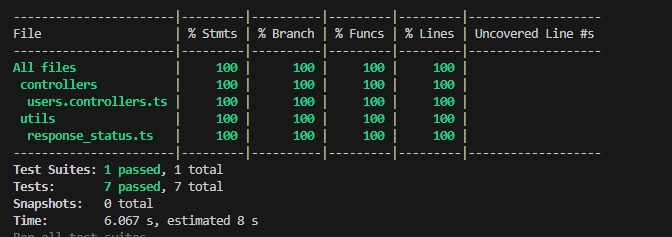 -----------------------|---------|----------|---------|---------|-------------------
File                   | % Stmts | % Branch | % Funcs | % Lines | Uncovered Line #s
-----------------------|---------|----------|---------|---------|-------------------
All files              |     100 |      100 |     100 |     100 |
 controllers           |     100 |      100 |     100 |     100 |
  users.controllers.ts |     100 |      100 |     100 |     100 |
 utils                 |     100 |      100 |     100 |     100 |
  response_status.ts   |     100 |      100 |     100 |     100 |
-----------------------|---------|----------|---------|---------|-------------------
Test Suites: 1 passed, 1 total
Tests:       7 passed, 7 total
Snapshots:   0 total
Time:        6.067 s, estimated 8 s
Ran all test suites